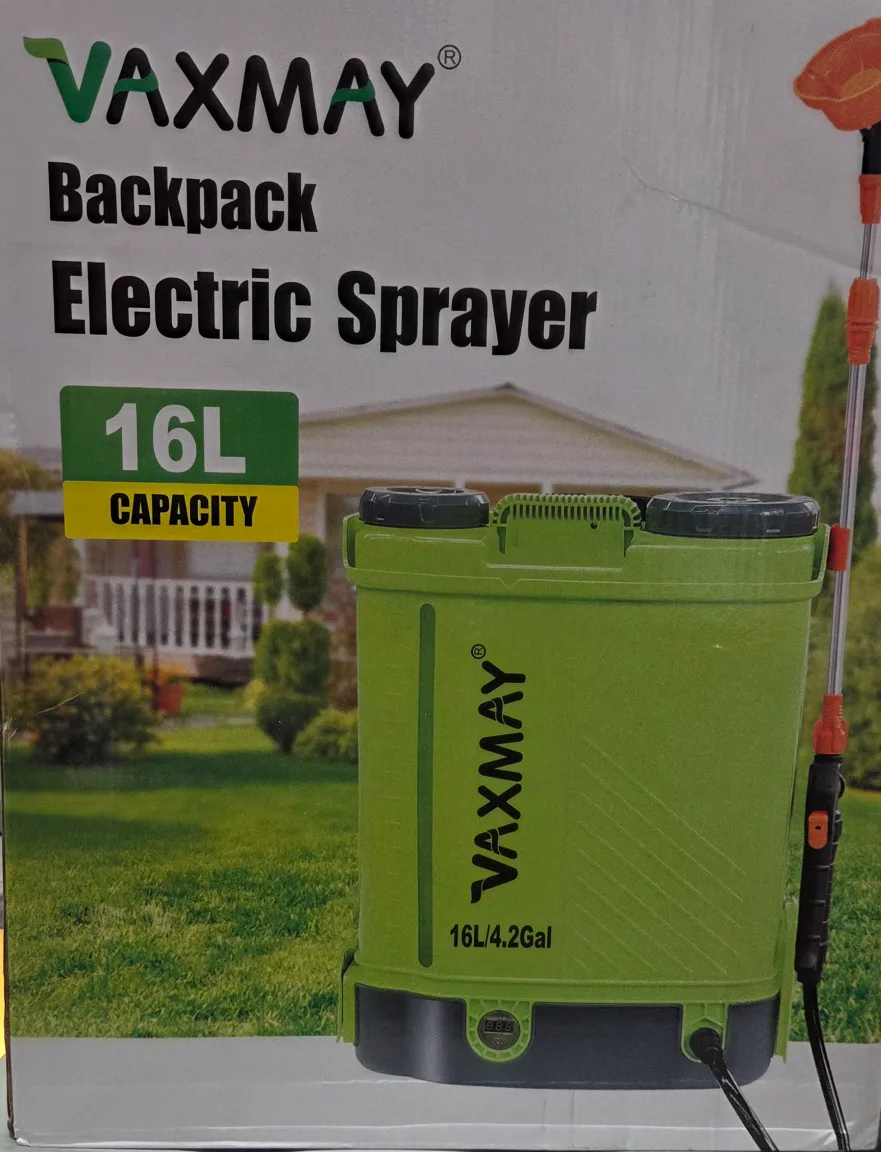 VAXMAY®
Backpack
Electric Sprayer
16L
CAPACITY
VAXMAY®
16L/4.2Gal